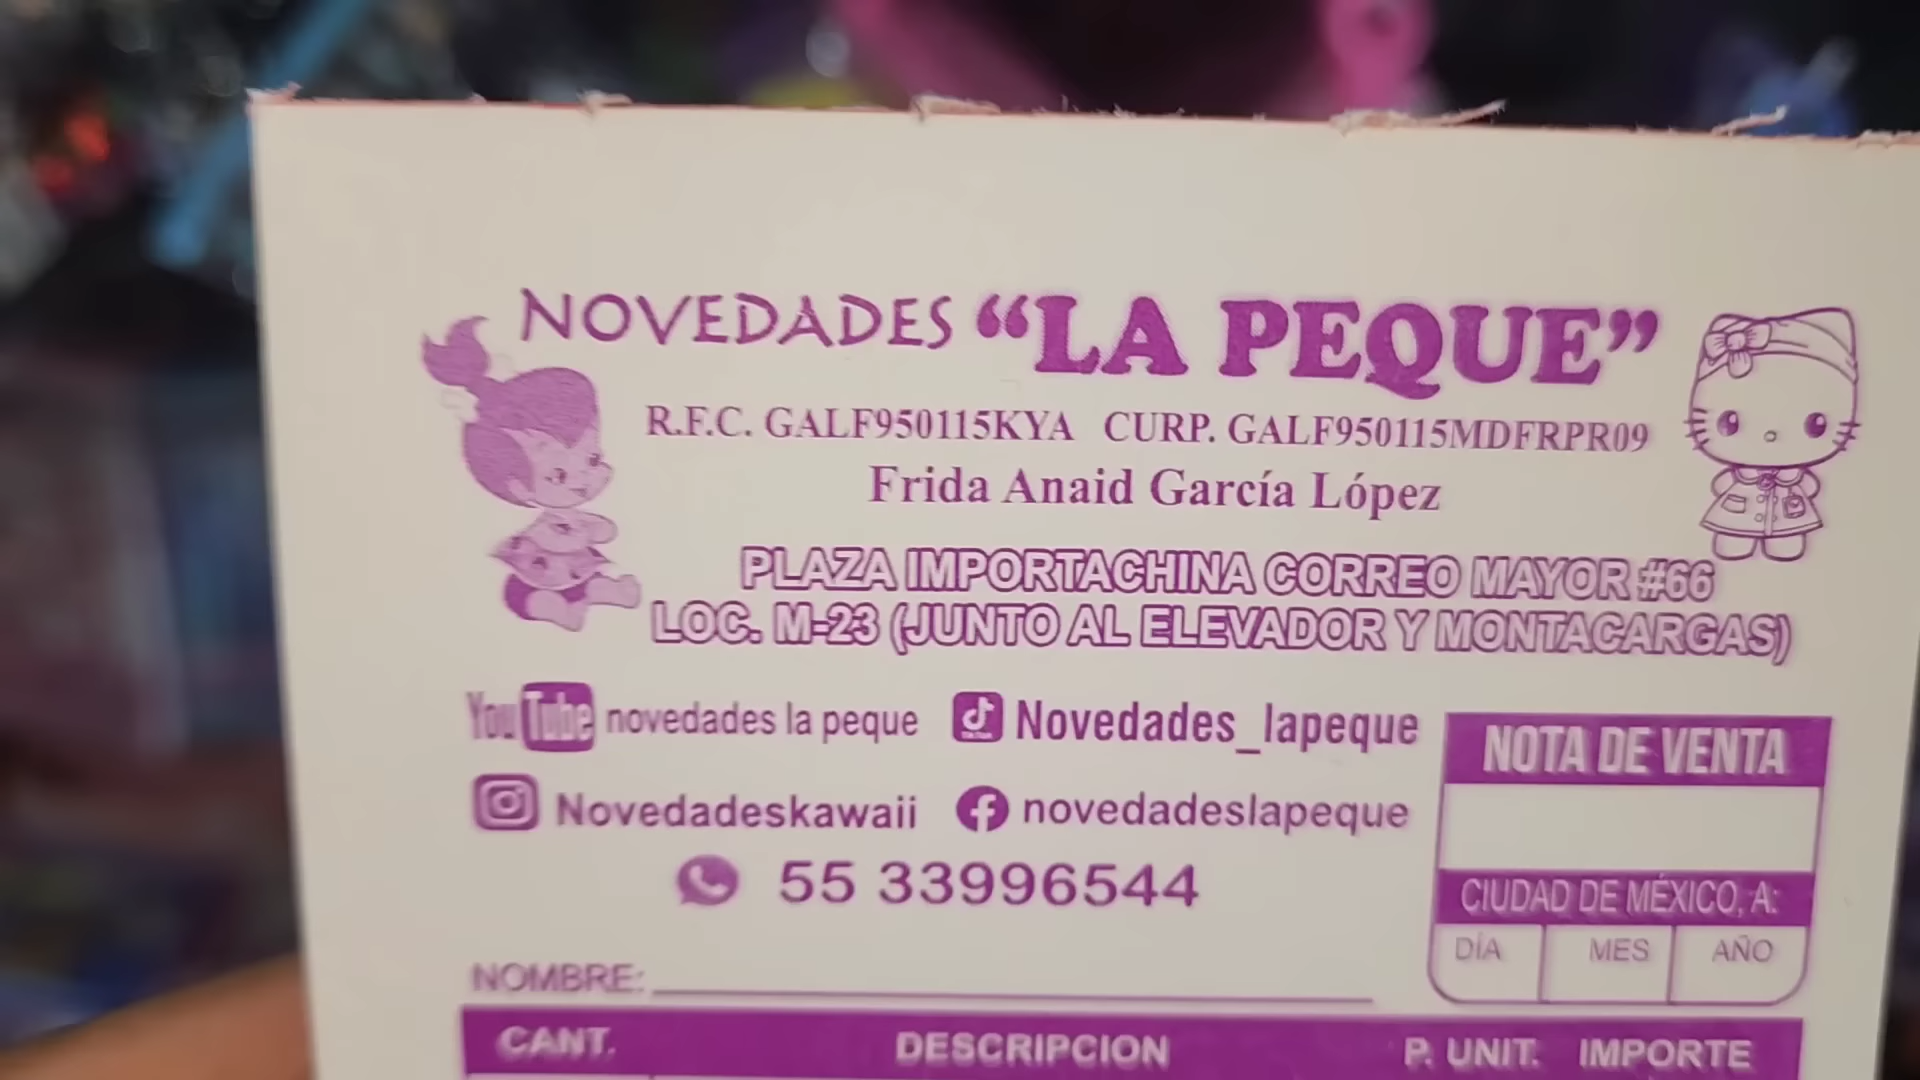 NOVEDADES “LA PEQUE”
R.F.C. GALF950115KYA CURP. GALF950115MDFRPR09
Frida Anaid García López
PLAZA IMPORTACHINA CORREO MAYOR #66
LOC. M-23 (JUNTO AL ELEVADOR Y MONTACARGAS)
YouTube novedades la peque Novedades_lapeque
Novedadeskawaii novedadeslapeque
55 33996544
NOTA DE VENTA
CIUDAD DE MÉXICO, A:
DÍA MES AÑO
NOMBRE:
CANT. DESCRIPCION P. UNIT. IMPORTE